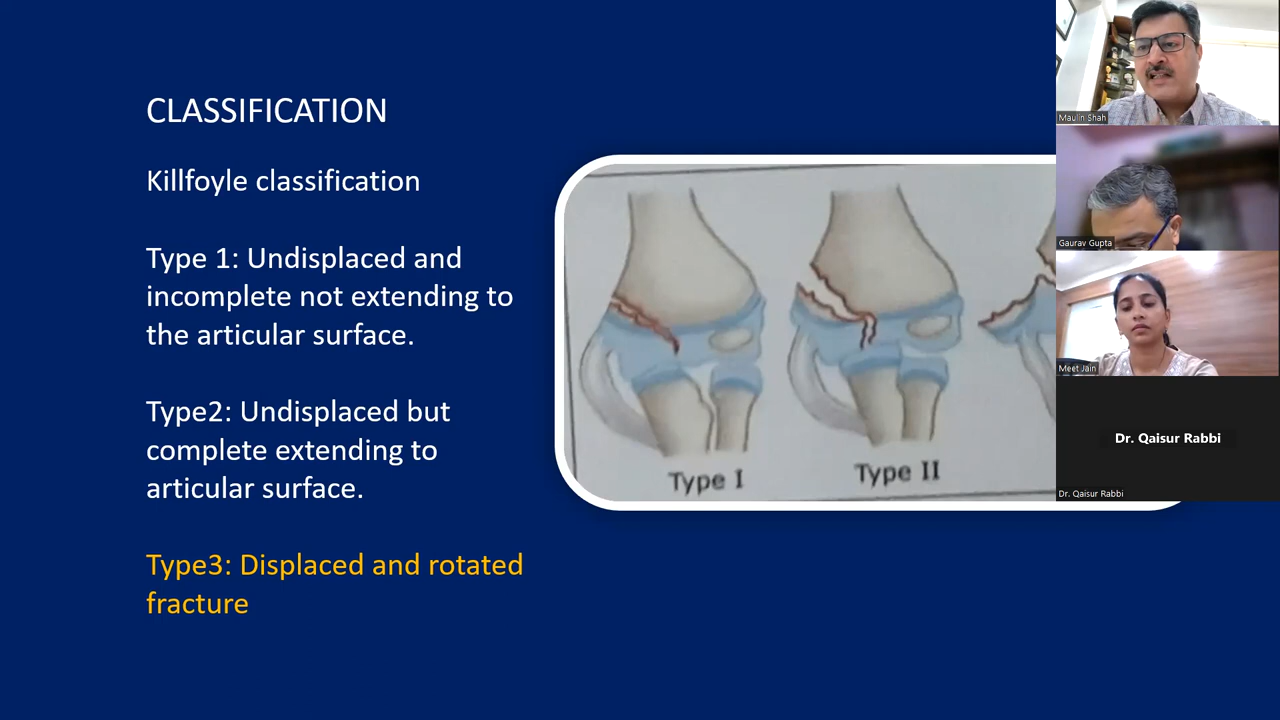 CLASSIFICATION
Killfoyle classification
Type 1: Undisplaced and
incomplete not extending to
the articular surface.
Type2: Undisplaced but
complete extending to
articular surface.
Type3: Displaced and rotated
fracture
Type I
Type II
Maulin Shah
Gaurav Gupta
Meet Jain
Dr. Qaisur Rabbi
Dr. Qaisur Rabbi